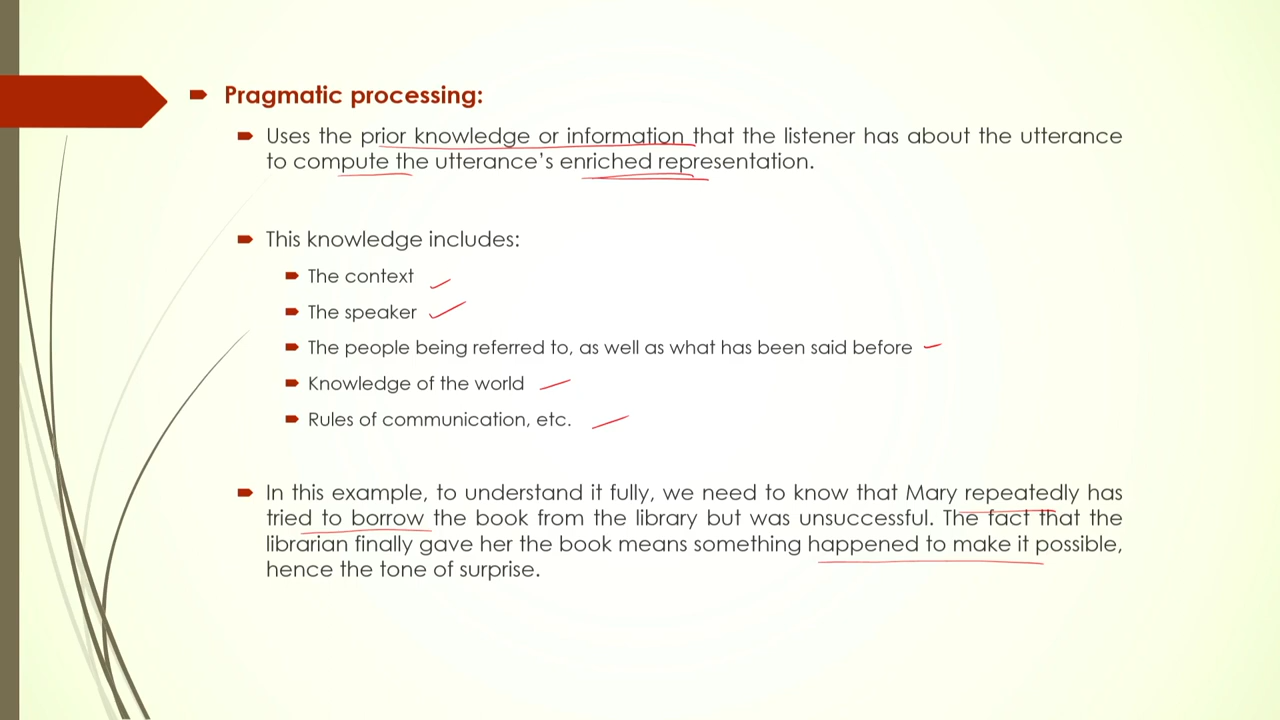 Pragmatic processing:
Uses the prior knowledge or information that the listener has about the utterance
to compute the utterance’s enriched representation.
This knowledge includes:
The context
The speaker
The people being referred to, as well as what has been said before
Knowledge of the world
Rules of communication, etc.
In this example, to understand it fully, we need to know that Mary repeatedly has
tried to borrow the book from the library but was unsuccessful. The fact that the
librarian finally gave her the book means something happened to make it possible,
hence the tone of surprise.